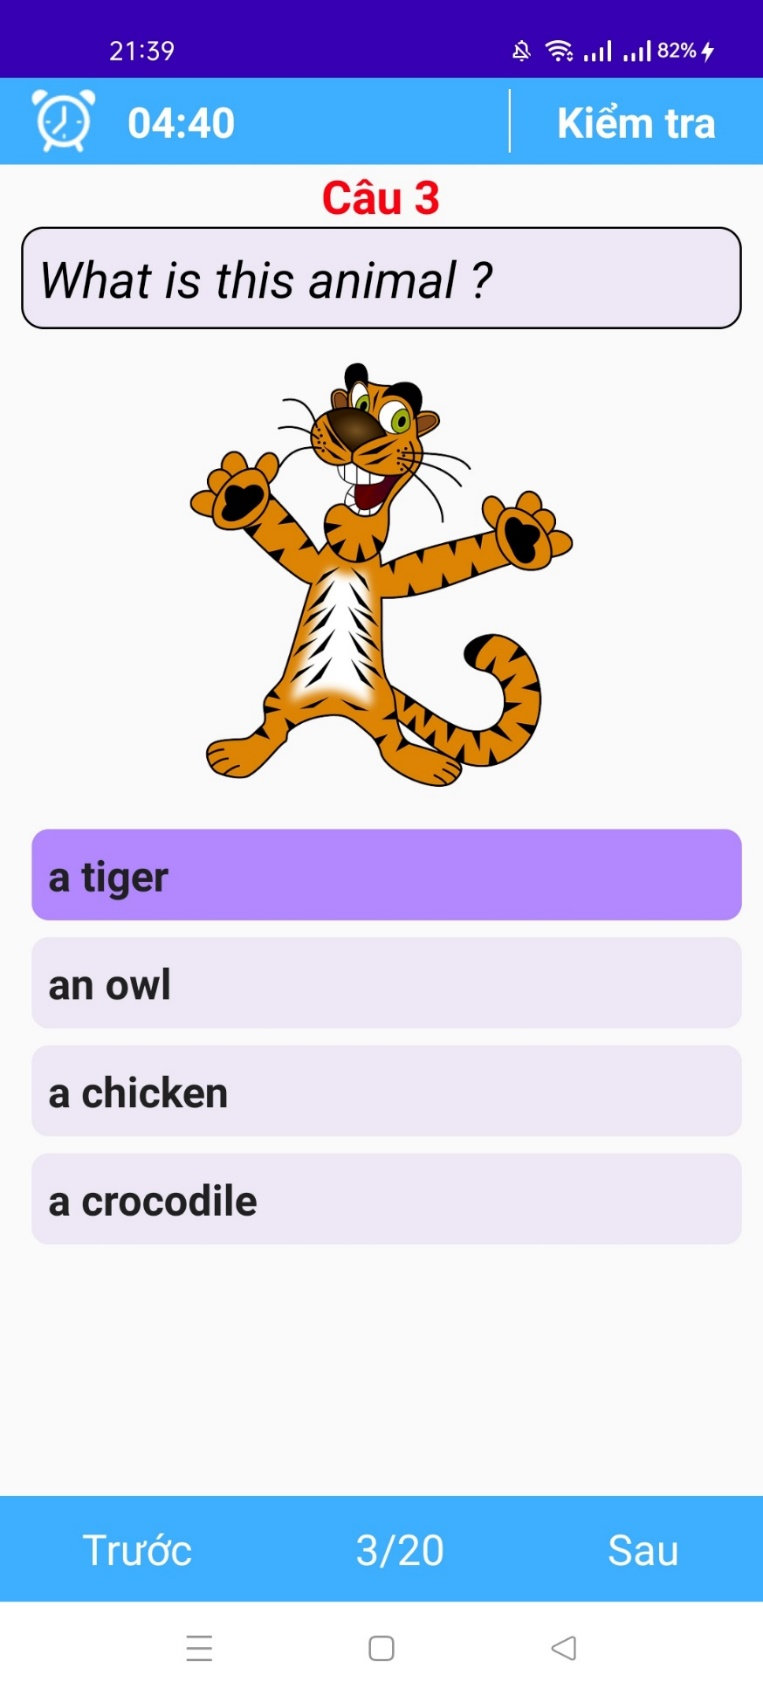 21:39 82%
04:40 Kiểm tra
Câu 3
What is this animal ?
a tiger
an owl
a chicken
a crocodile
Trước 3/20 Sau